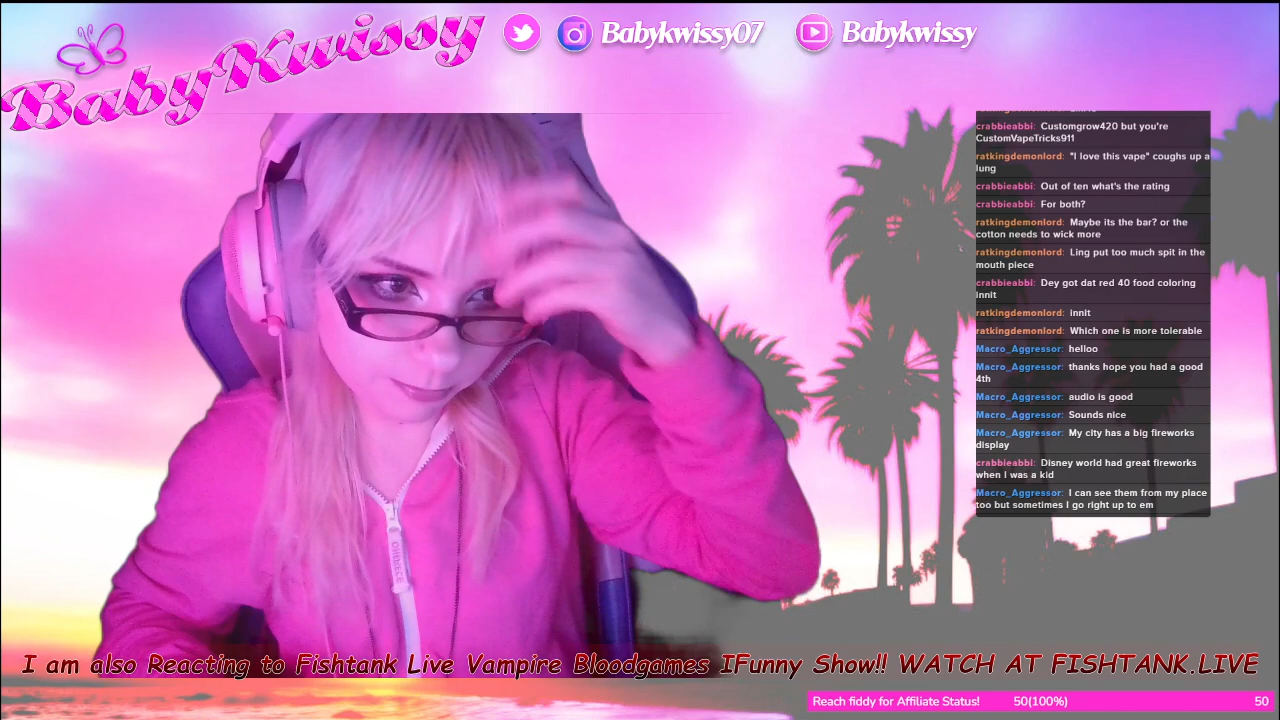 BabyKwissy
Babykwissy07
Babykwissy
crabbieabbi: Customgrow420 but you're
CustomVapeTricks911
ratkingdemonlord: "I love this vape" coughs up a
lung
crabbieabbi: Out of ten what's the rating
crabbieabbi: For both?
ratkingdemonlord: Maybe its the bar? or the
cotton needs to wick more
ratkingdemonlord: Ling put too much spit in the
mouth piece
crabbieabbi: Dey got dat red 40 food coloring
innit
ratkingdemonlord: innit
ratkingdemonlord: Which one is more tolerable
Macro_Aggressor: helloo
Macro_Aggressor: thanks hope you had a good
4th
Macro_Aggressor: audio is good
Macro_Aggressor: Sounds nice
Macro_Aggressor: My city has a big fireworks
display
crabbieabbi: Disney world had great fireworks
when I was a kid
Macro_Aggressor: I can see them from my place
too but sometimes I go right up to em
I am also Reacting to Fishtank Live Vampire Bloodgames IFunny Show!! WATCH AT FISHTANK.LIVE
Reach fiddy for Affiliate Status! 50(100%) 50